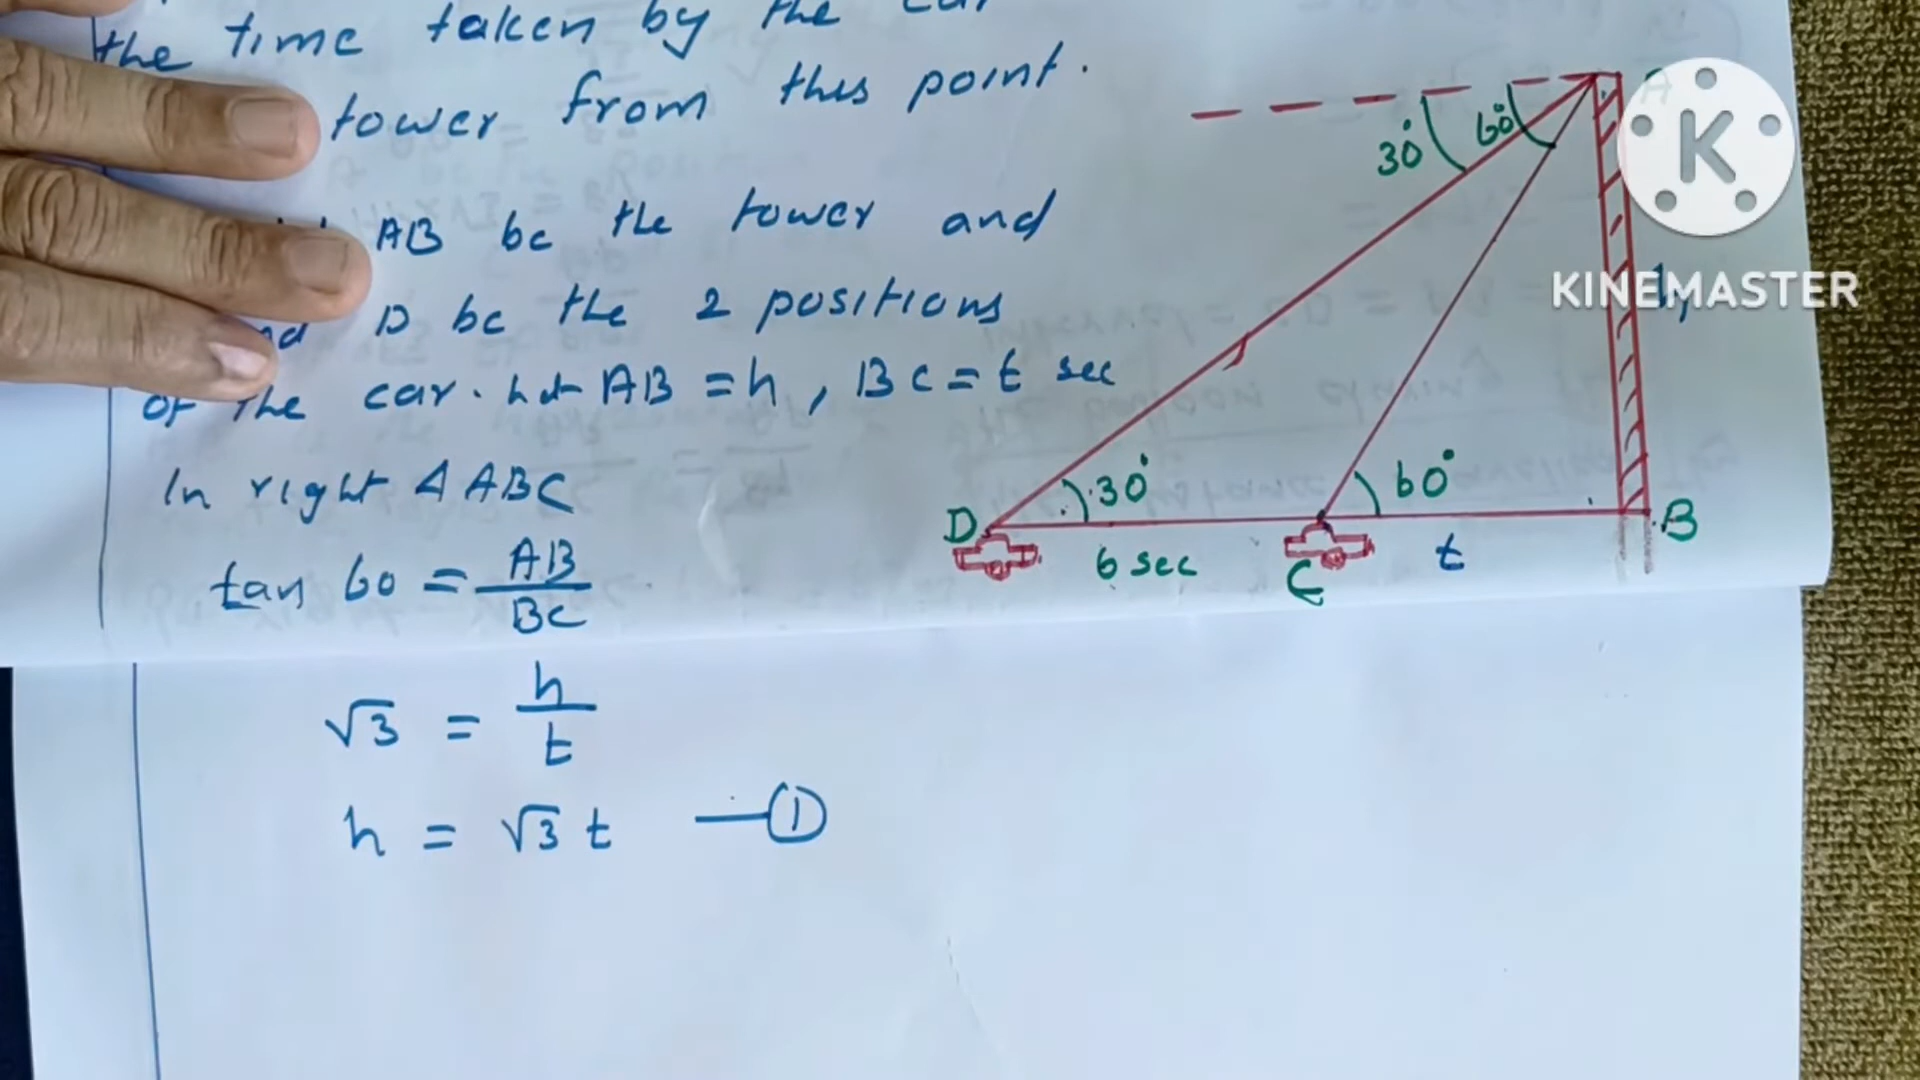 the time taken by the car
tower from this point.
AB be the tower and
D be the 2 positions
of the car. AB = h, BC = t sec
In right Δ ABC
tan 60 = AB/BC
√3 = h/t
h = √3 t —①
A
30°
60°
h
D
30°
60°
B
6 sec
C
t
K
KINEMASTER